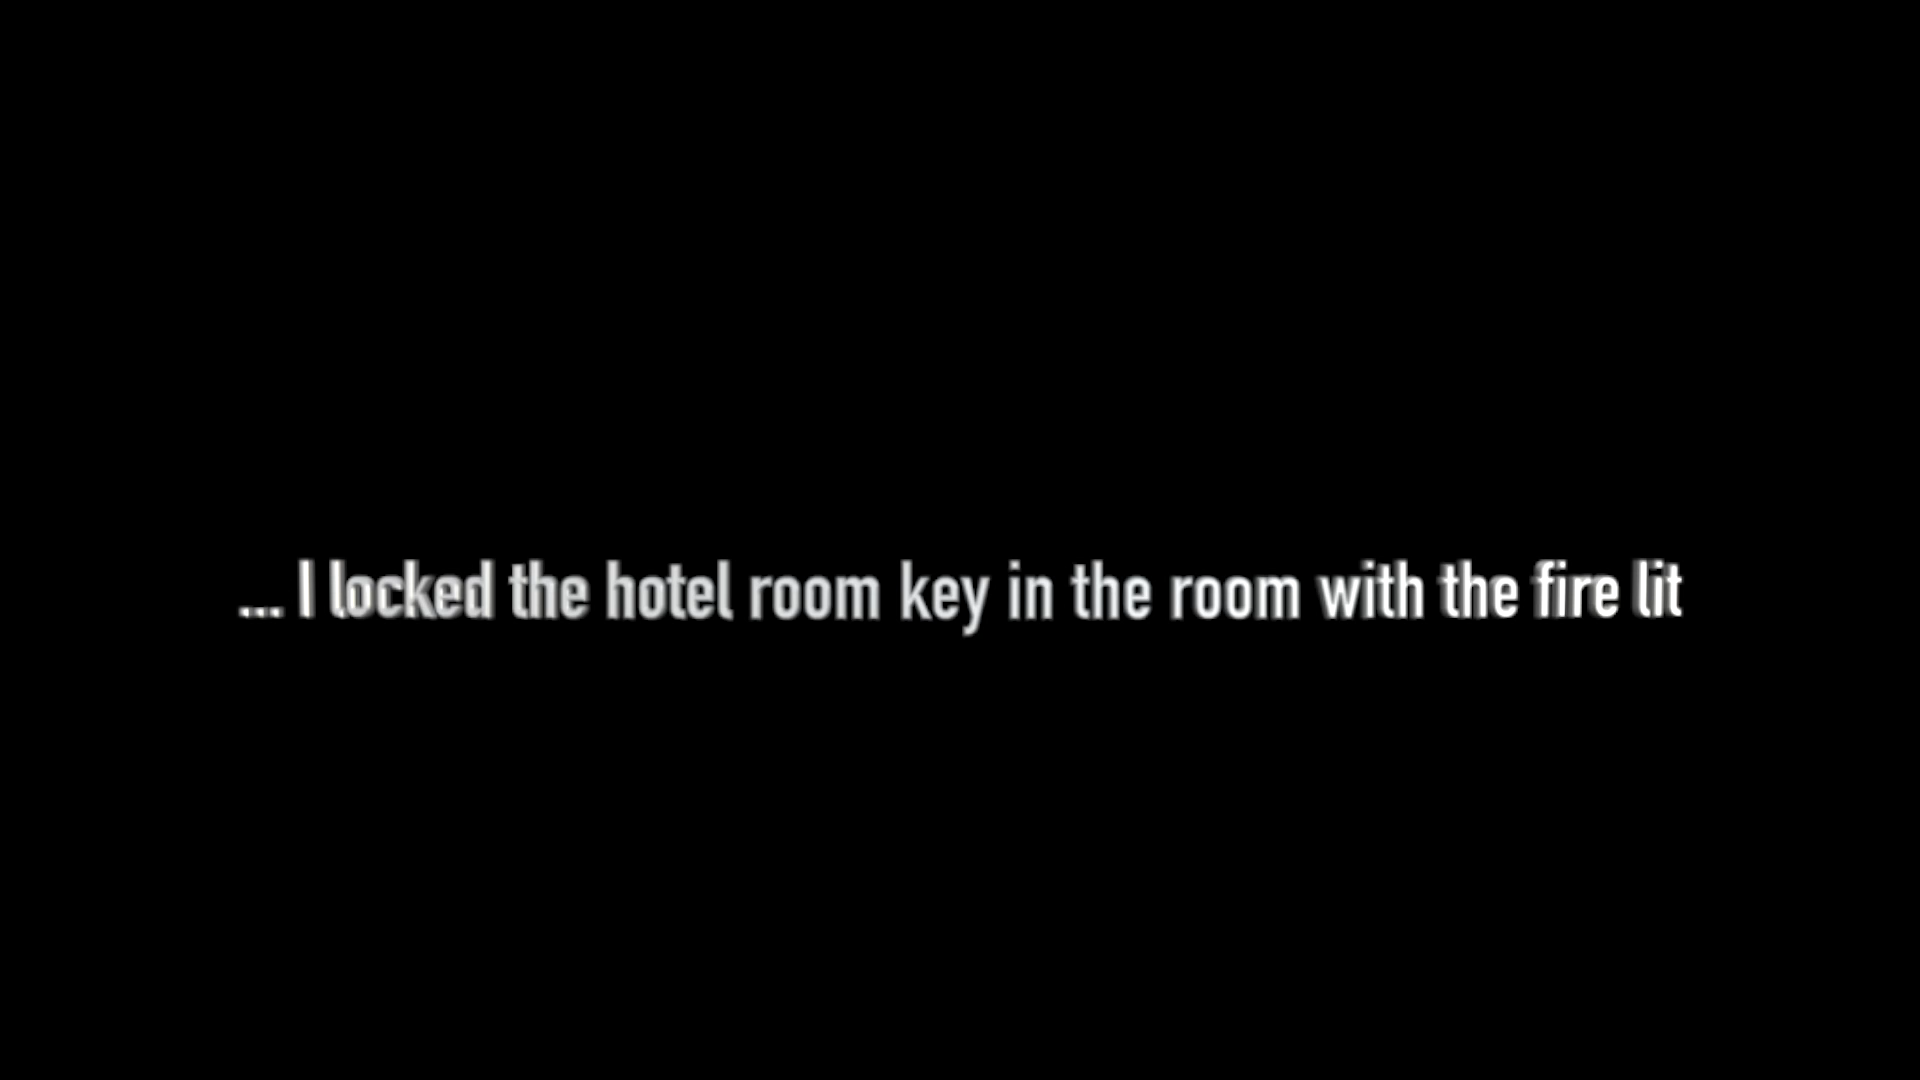 ... I locked the hotel room key in the room with the fire lit